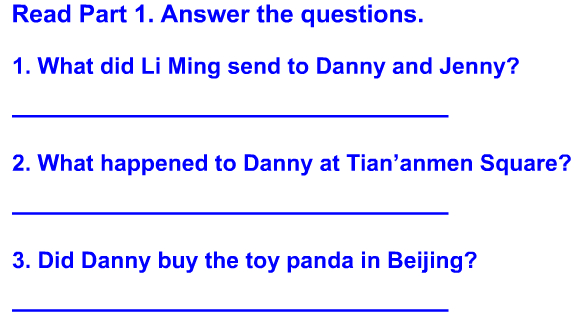 Read Part 1. Answer the questions.
1. What did Li Ming send to Danny and Jenny?
2. What happened to Danny at Tian’anmen Square?
3. Did Danny buy the toy panda in Beijing?